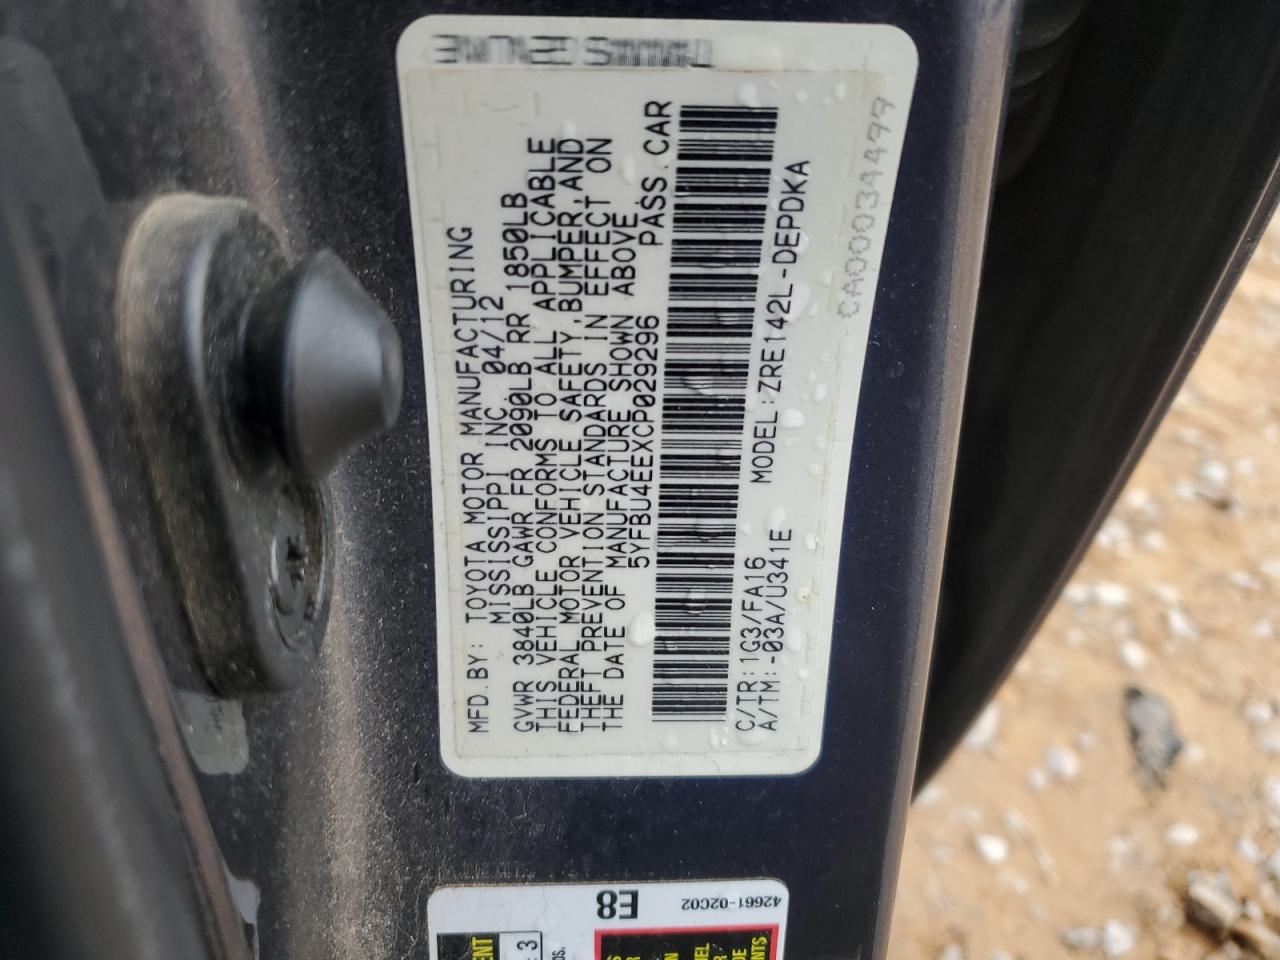 MFD.BY: TOYOTA MOTOR MANUFACTURING
MISSISSIPPI INC 04/12
GVWR 3840LB GAWR FR 2090LB RR 1850LB
THIS VEHICLE CONFORMS TO ALL APPLICABLE
FEDERAL MOTOR VEHICLE SAFETY,BUMPER,AND
THEFT PREVENTION STANDARDS IN EFFECT ON
THE DATE OF MANUFACTURE SHOWN ABOVE.
5YFBU4EEXCP029296 PASS.CAR
MODEL:ZRE142L-DEPDKA
C/TR:1G3/FA16
A/TM:-03A/U341E
CA00034499
E8
42661-02C02
3